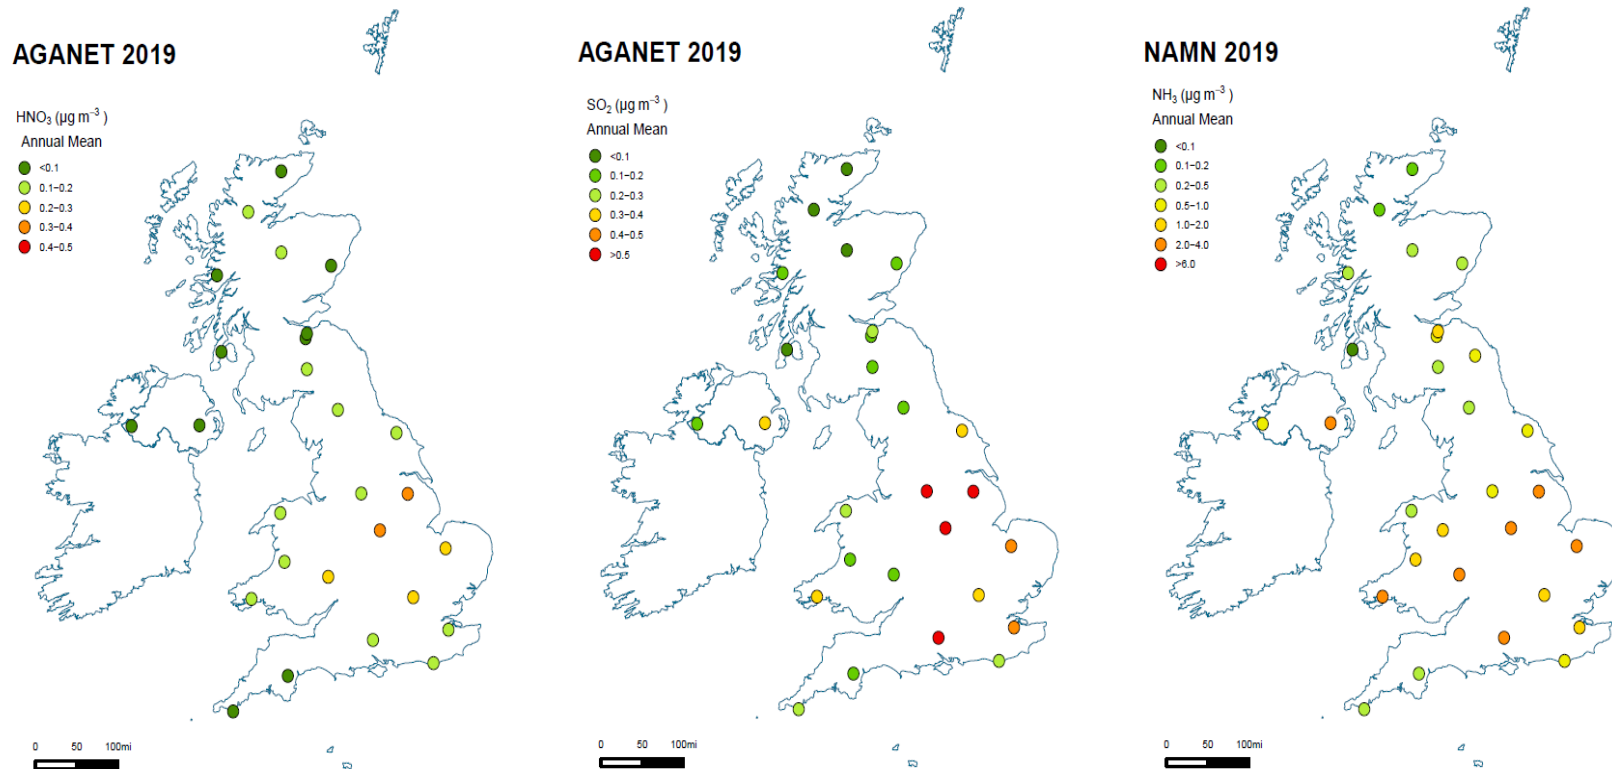 AGANET 2019
HNO₃ (µg m⁻³ )
Annual Mean
<0.1
0.1−0.2
0.2−0.3
0.3−0.4
0.4−0.5
0 50 100mi
AGANET 2019
SO₂ (µg m⁻³ )
Annual Mean
<0.1
0.1−0.2
0.2−0.3
0.3−0.4
0.4−0.5
>0.5
0 50 100mi
NAMN 2019
NH₃ (µg m⁻³)
Annual Mean
<0.1
0.1−0.2
0.2−0.5
0.5−1.0
1.0−2.0
2.0−4.0
>6.0
0 50 100mi